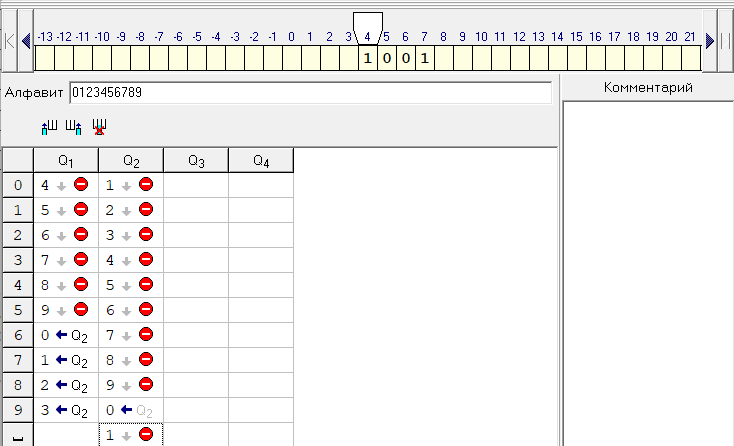 -13 -12 -11 -10 -9 -8 -7 -6 -5 -4 -3 -2 -1 0 1 2 3 4 5 6 7 8 9 10 11 12 13 14 15 16 17 18 19 20 21
1 0 0 1
Алфавит 0123456789
Комментарий
Q1 Q2 Q3 Q4
0 4 1
1 5 2
2 6 3
3 7 4
4 8 5
5 9 6
6 0 Q2 7
7 1 Q2 8
8 2 Q2 9
9 3 Q2 0 Q2
1